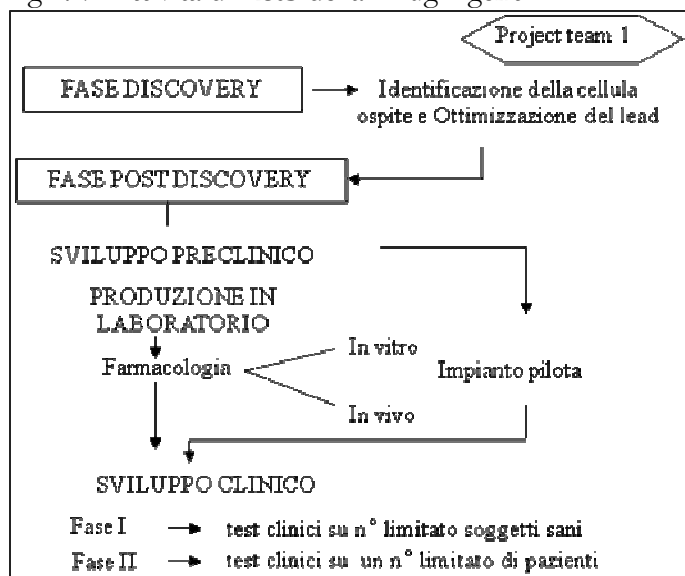 Project team 1
FASE DISCOVERY
Identificazione della cellula
ospite e Ottimizzazione del lead
FASE POST DISCOVERY
SVILUPPO PRECLINICO
PRODUZIONE IN
LABORATORIO
In vitro
Farmacologia
Impianto pilota
In vivo
SVILUPPO CLINICO
Fase I test clinici su n° limitato soggetti sani
Fase II test clinici su un n° limitato di pazienti